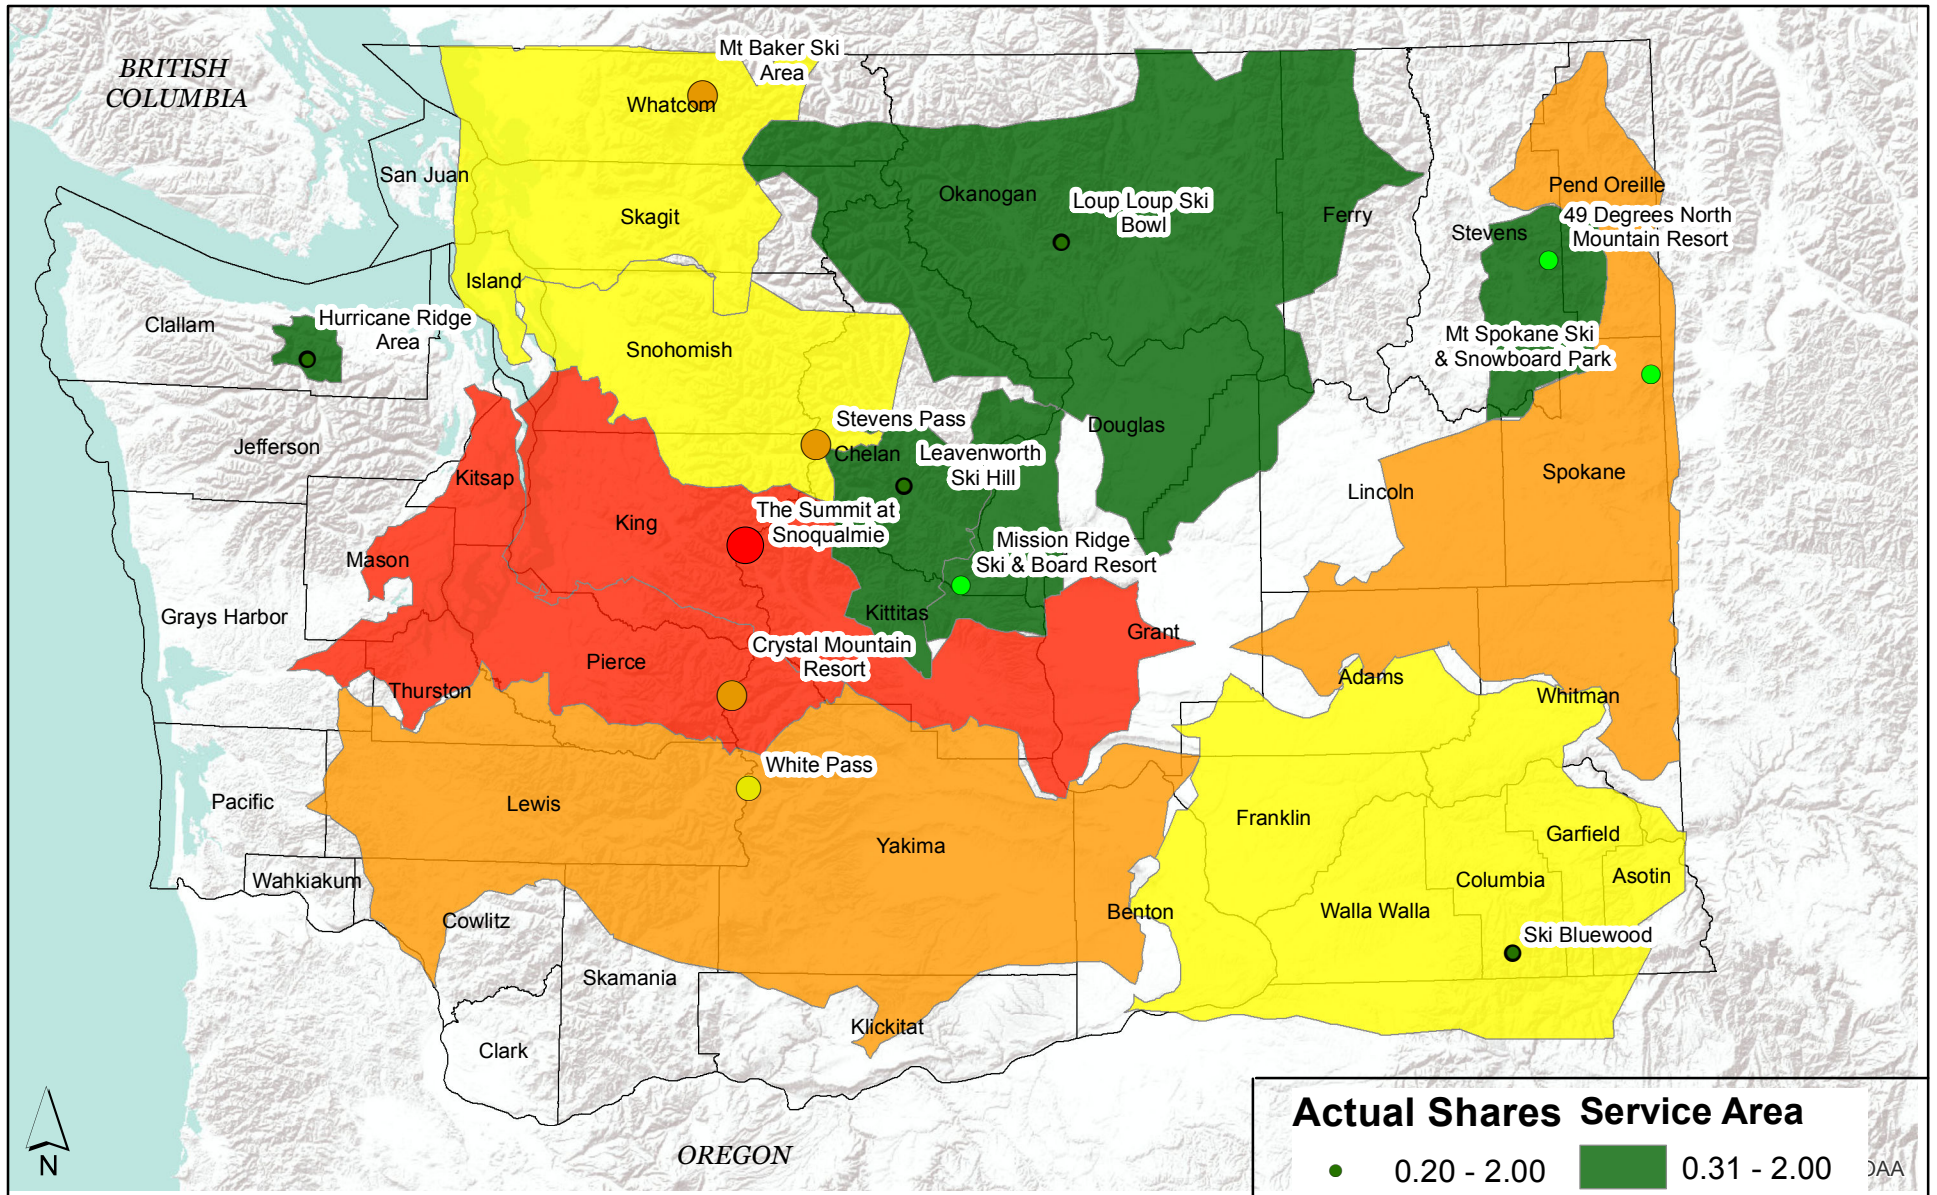 BRITISH
COLUMBIA
Mt Baker Ski
Area
Whatcom
San Juan
Skagit
Okanogan
Loup Loup Ski
Bowl
Ferry
Pend Oreille
49 Degrees North
Mountain Resort
Stevens
Island
Clallam
Hurricane Ridge
Area
Snohomish
Mt Spokane Ski
& Snowboard Park
Jefferson
Stevens Pass
Chelan
Leavenworth
Ski Hill
Douglas
Kitsap
Spokane
Lincoln
King
The Summit at
Snoqualmie
Mission Ridge
Ski & Board Resort
Mason
Grays Harbor
Kittitas
Grant
Crystal Mountain
Resort
Pierce
Thurston
Adams
Whitman
White Pass
Pacific
Lewis
Yakima
Franklin
Garfield
Wahkiakum
Columbia
Asotin
Cowlitz
Benton
Walla Walla
Ski Bluewood
Skamania
Klickitat
Clark
N
OREGON
Actual Shares Service Area
0.20 - 2.00 0.31 - 2.00